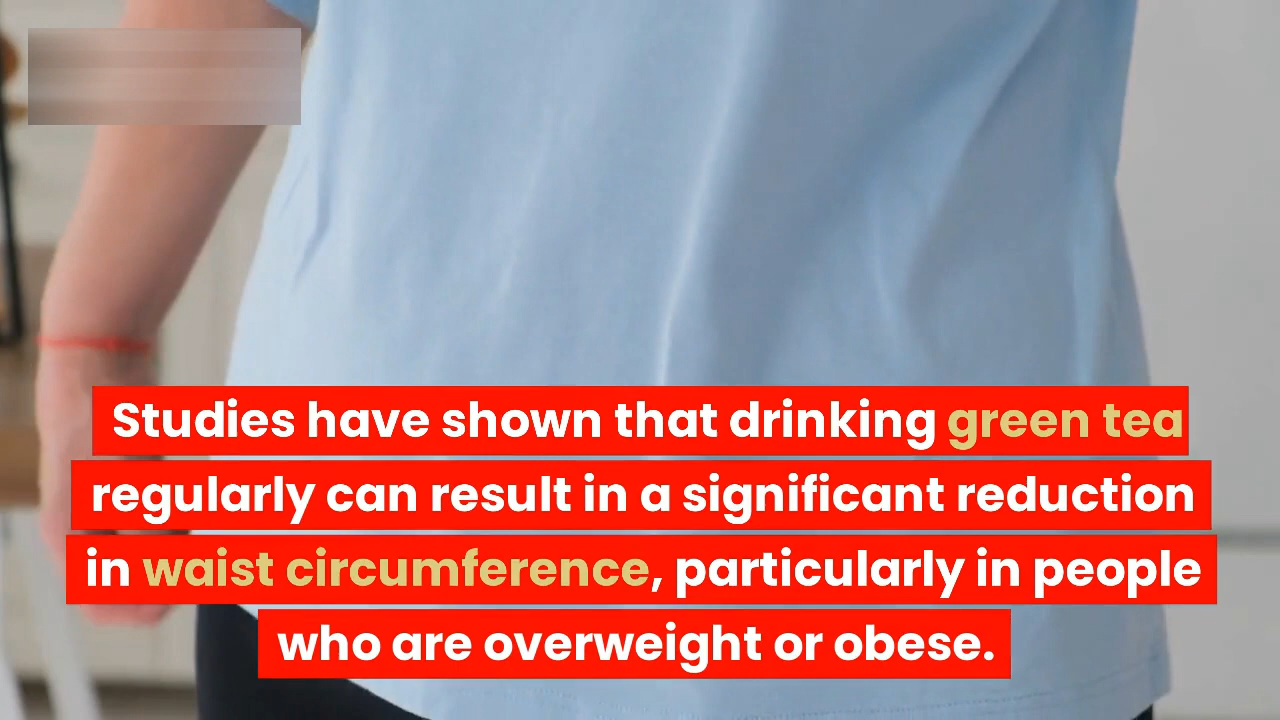 Studies have shown that drinking green tea
regularly can result in a significant reduction
in waist circumference, particularly in people
who are overweight or obese.